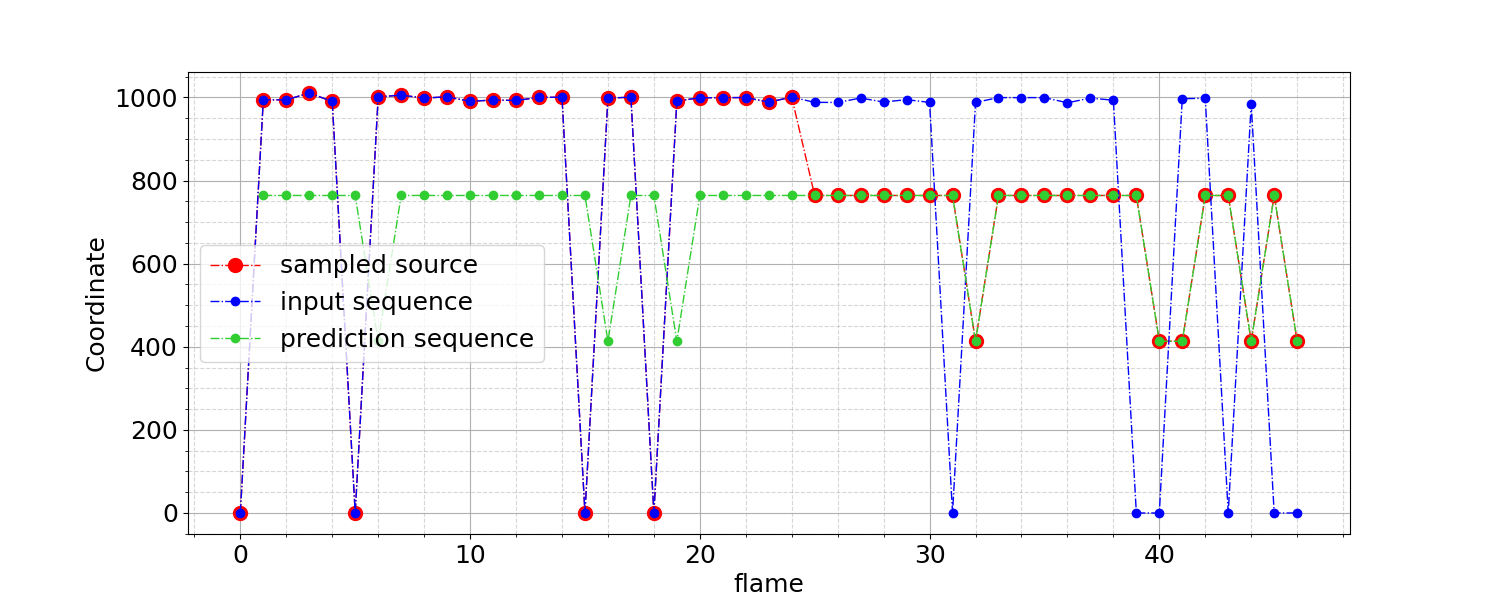 1000
800
600
400
200
0
Coordinate
sampled source
input sequence
prediction sequence
0 10 20 30 40
flame